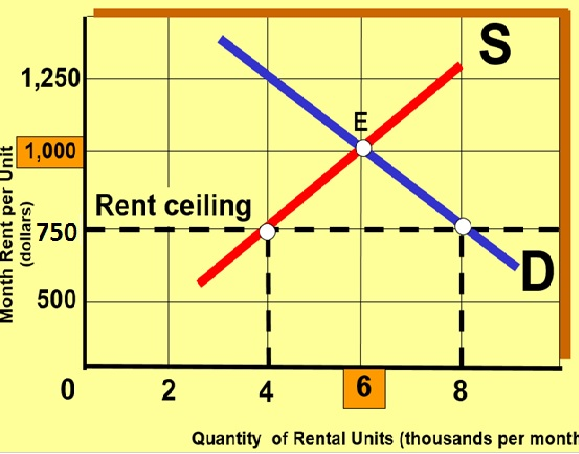 S
1,250
E
1,000
Rent ceiling
750
D
500
Month Rent per Unit
(dollars)
0 2 4 6 8
Quantity of Rental Units (thousands per month